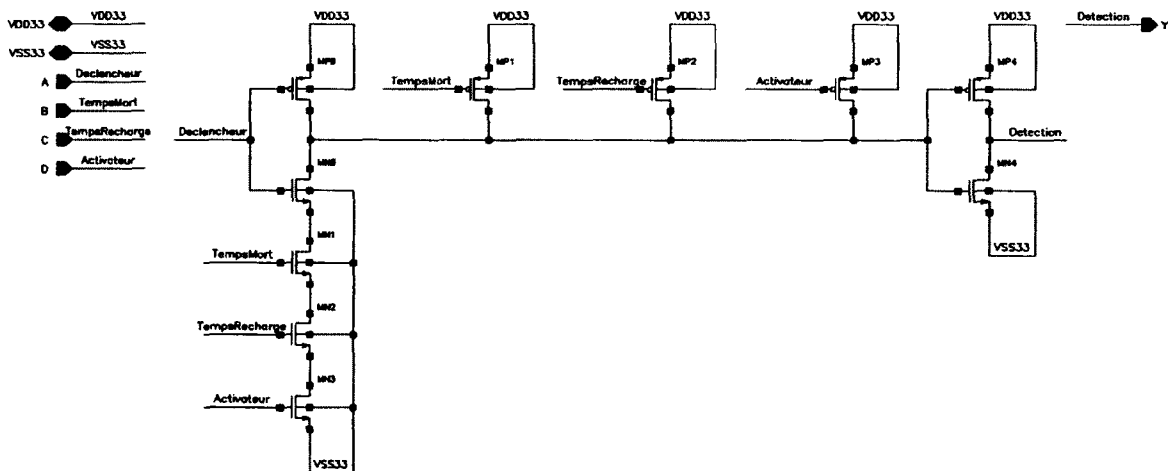 VDD33 VDD33
VSS33 VSS33
A Declencheur
B TempsMort
C TempsRecharge
D Activateur
VDD33 VDD33 VDD33 VDD33 VDD33
Detection Y
MP0 MP1 MP2 MP3 MP4
TempsMort TempsRecharge Activateur
Declencheur Detection
MN0 MN4
MN1
TempsMort
VSS33
MN2
TempsRecharge
MN3
Activateur
VSS33